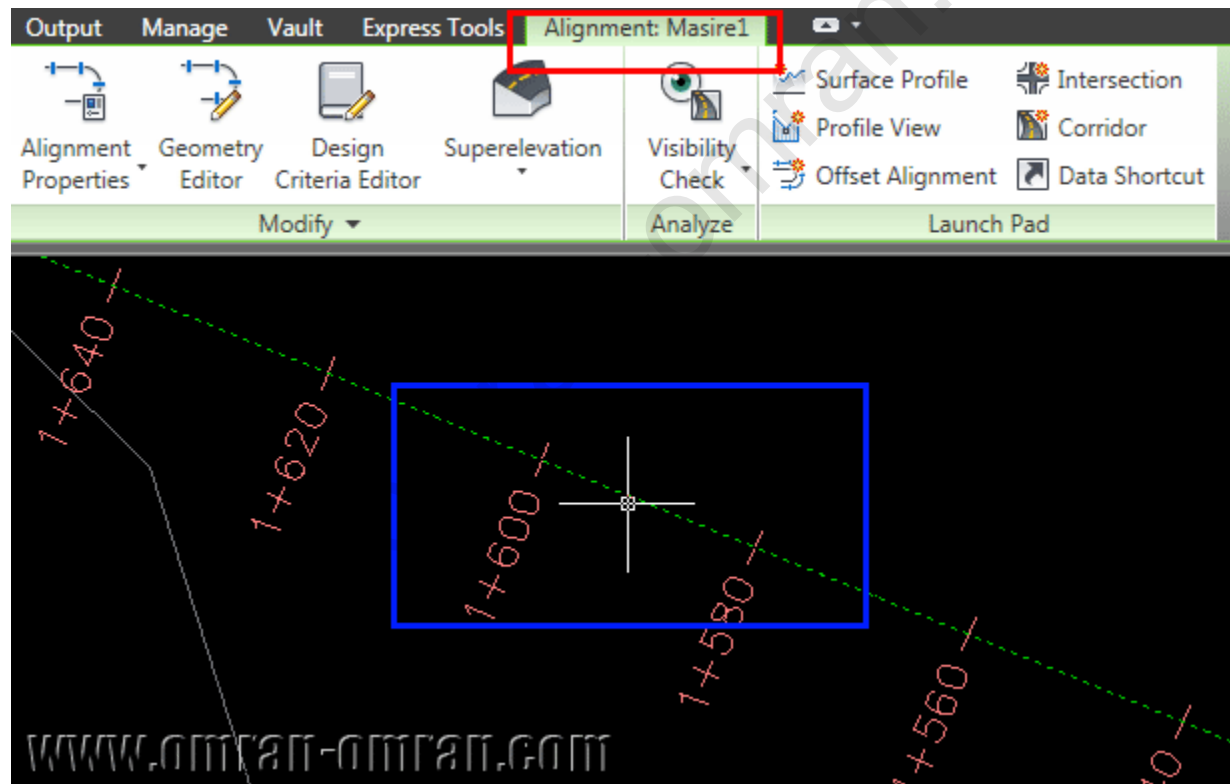 Output Manage Vault Express Tools Alignment: Masire1
Alignment Properties
Geometry Editor
Design Criteria Editor
Superelevation
Visibility Check
Surface Profile
Profile View
Offset Alignment
Intersection
Corridor
Data Shortcut
Modify
Analyze
Launch Pad
1+640
1+620
1+600
1+580
1+560
www.omran-omran.com